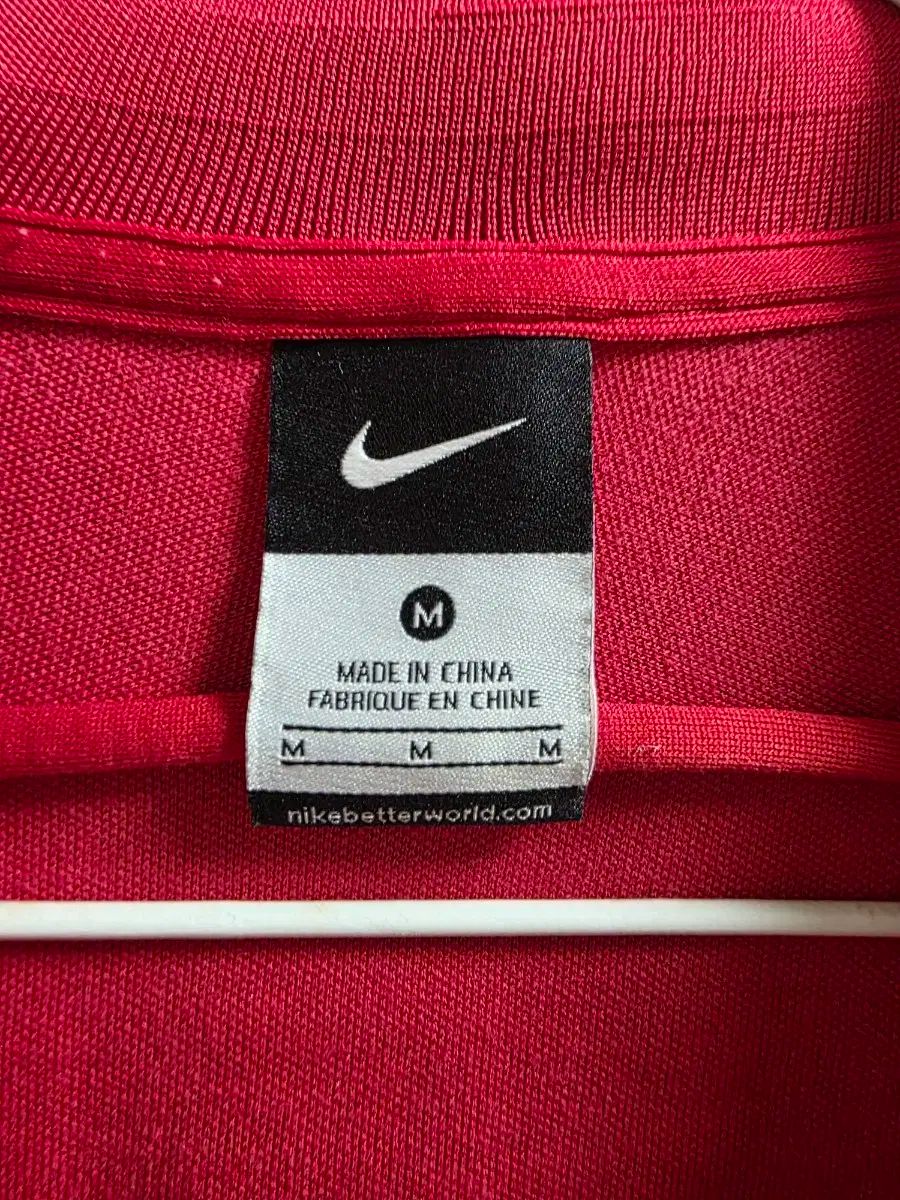 M
MADE IN CHINA
FABRIQUE EN CHINE
M M M
nikebetterworld.com